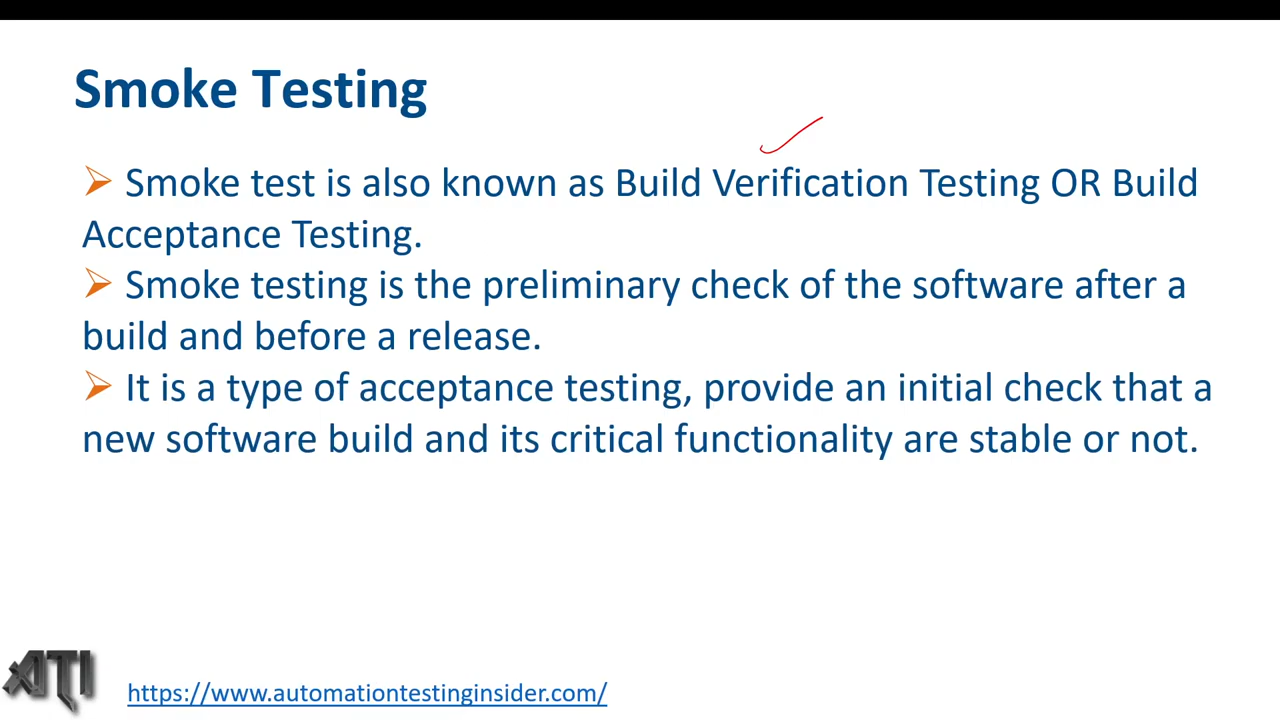 Smoke Testing
➢ Smoke test is also known as Build Verification Testing OR Build
Acceptance Testing.
➢ Smoke testing is the preliminary check of the software after a
build and before a release.
➢ It is a type of acceptance testing, provide an initial check that a
new software build and its critical functionality are stable or not.
ATI
https://www.automationtestinginsider.com/